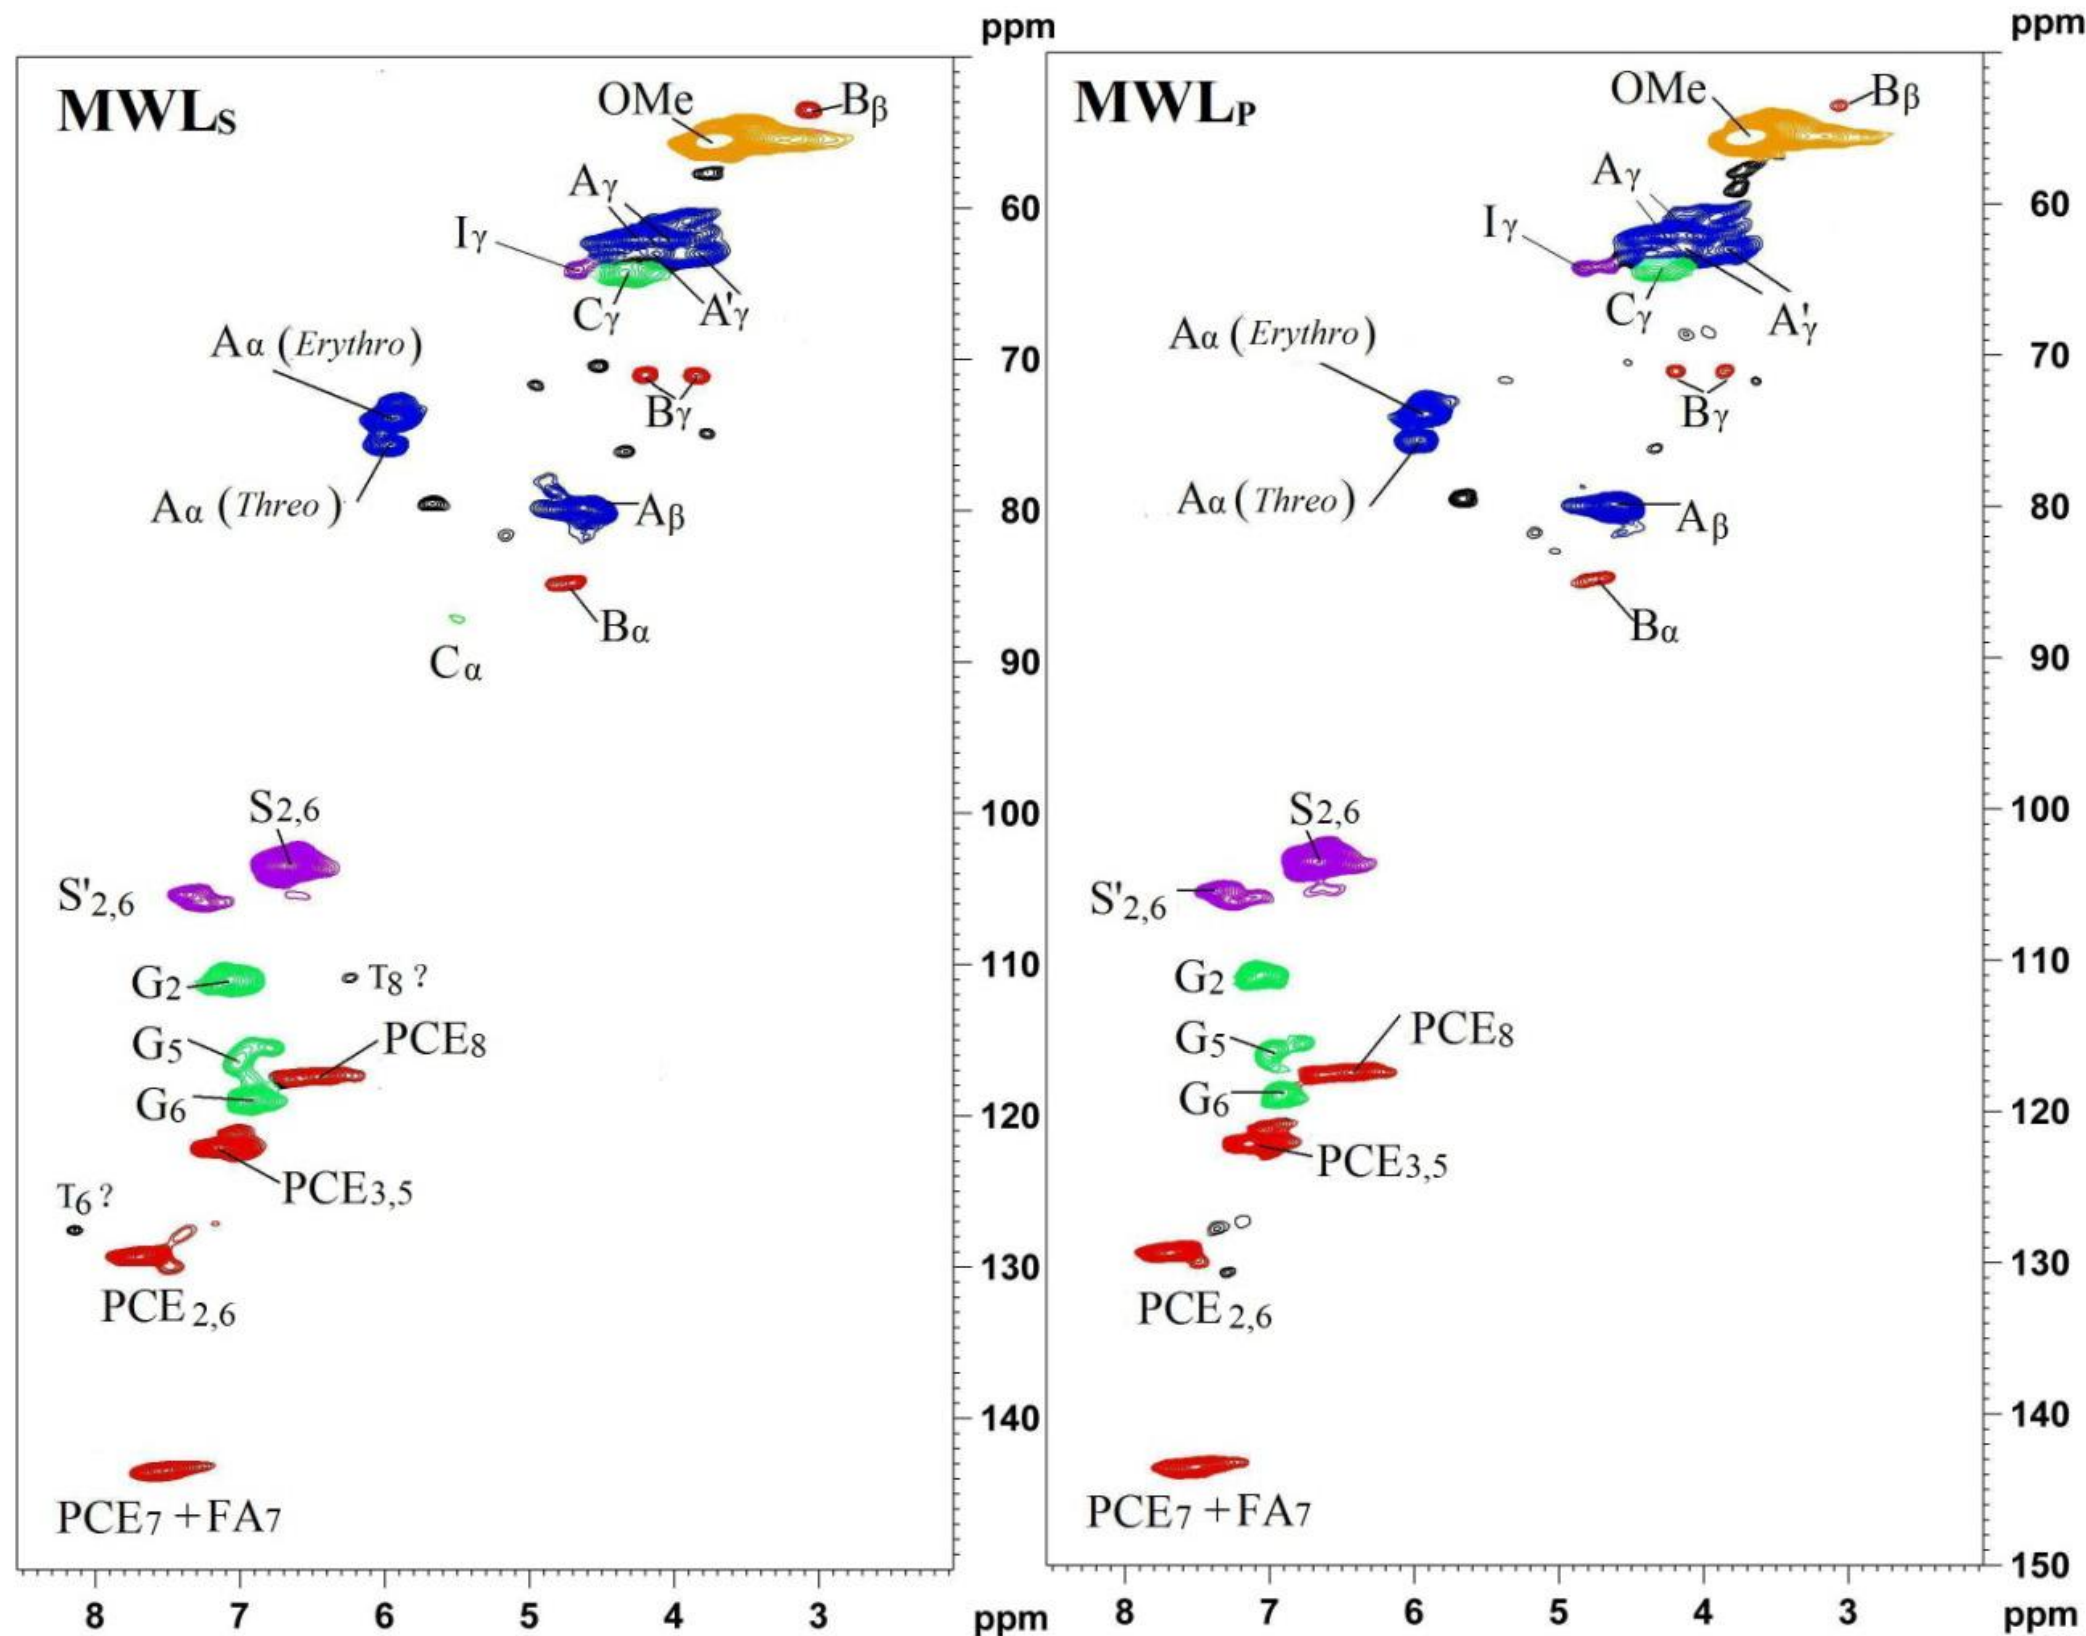 ppm
MWLS
OMe
Bβ
Aγ
60
Iγ
Cγ
A'γ
Aα (Erythro)
70
Bγ
Aα (Threo)
Aβ
80
Bα
Cα
90
S2,6
100
S'2,6
G2
T8 ?
110
G5
PCE8
G6
120
PCE3,5
T6 ?
130
PCE 2,6
140
PCE7 +FA7
8 7 6 5 4 3 ppm
ppm
MWLP
OMe
Bβ
Aγ
60
Iγ
Cγ
A'γ
Aα (Erythro)
70
Bγ
Aα (Threo)
Aβ
80
Bα
90
S2,6
100
S'2,6
G2
110
G5
PCE8
G6
120
PCE3,5
130
PCE 2,6
140
PCE7 +FA7
150
8 7 6 5 4 3 ppm